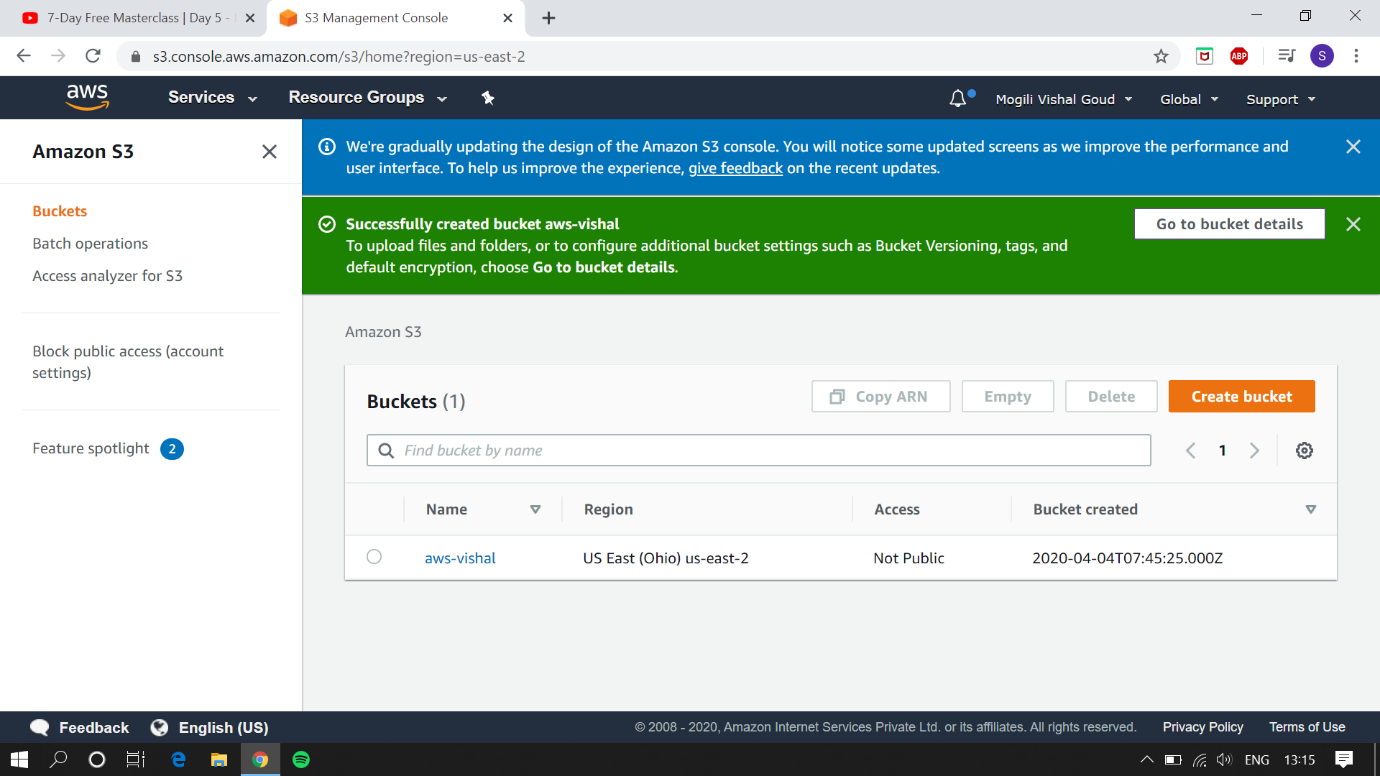 7-Day Free Masterclass | Day 5 -
S3 Management Console
s3.console.aws.amazon.com/s3/home?region=us-east-2
ABP
S
aws
Services
Resource Groups
Mogili Vishal Goud
Global
Support
Amazon S3
Buckets
Batch operations
Access analyzer for S3
Block public access (account
settings)
Feature spotlight 2
We're gradually updating the design of the Amazon S3 console. You will notice some updated screens as we improve the performance and
user interface. To help us improve the experience, give feedback on the recent updates.
Successfully created bucket aws-vishal
To upload files and folders, or to configure additional bucket settings such as Bucket Versioning, tags, and
default encryption, choose Go to bucket details.
Go to bucket details
Amazon S3
Buckets (1)
Copy ARN
Empty
Delete
Create bucket
Find bucket by name
1
Name
Region
Access
Bucket created
aws-vishal
US East (Ohio) us-east-2
Not Public
2020-04-04T07:45:25.000Z
Feedback
English (US)
© 2008 - 2020, Amazon Internet Services Private Ltd. or its affiliates. All rights reserved.
Privacy Policy
Terms of Use
ENG
13:15